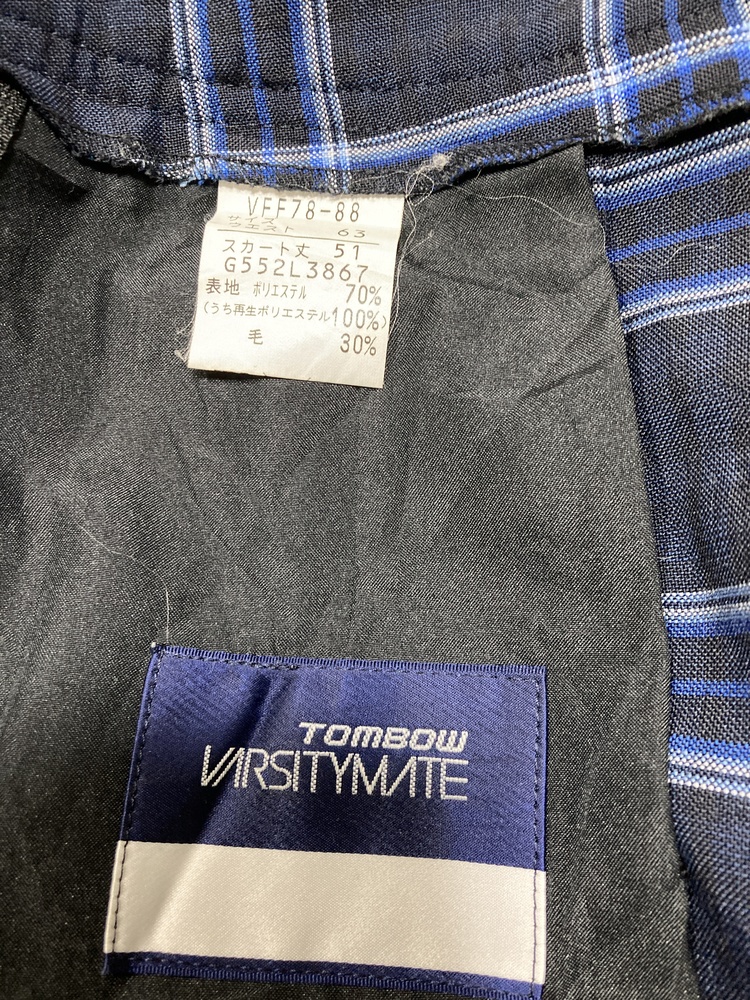 VFF78-88
サイズ
ウエスト 63
スカート丈 51
G552L3867
表地 ポリエステル 70%
(うち再生ポリエステル100%)
毛 30%
TOMBOW
VARSITYMATE